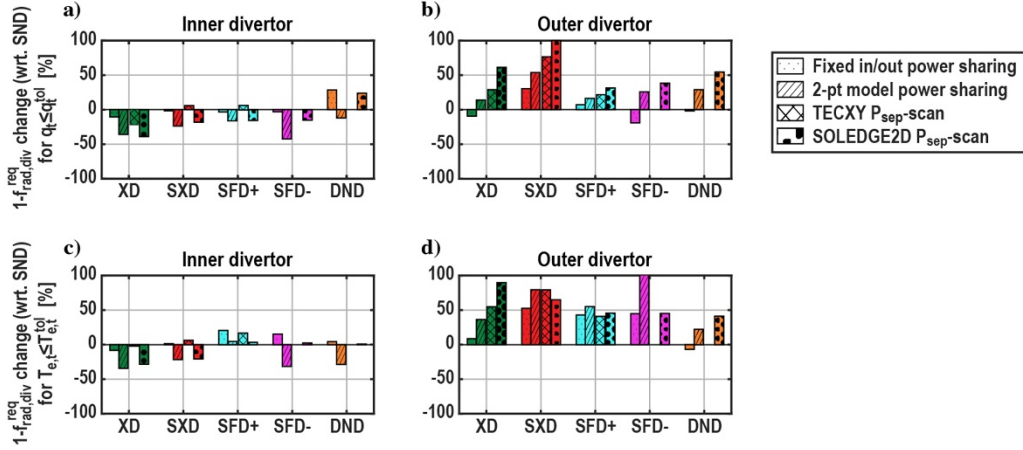 a)
Inner divertor
1-f^req_rad,div change (wrt. SND)
for q_t≤q_t^tol [%]
100
50
0
-50
-100
XD SXD SFD+ SFD- DND
b)
Outer divertor
100
50
0
-50
-100
XD SXD SFD+ SFD- DND
Fixed in/out power sharing
2-pt model power sharing
TECXY P_sep-scan
SOLEDGE2D P_sep-scan
c)
Inner divertor
1-f^req_rad,div change (wrt. SND)
for T_e,t≤T_e,t^tol [%]
100
50
0
-50
-100
XD SXD SFD+ SFD- DND
d)
Outer divertor
100
50
0
-50
-100
XD SXD SFD+ SFD- DND